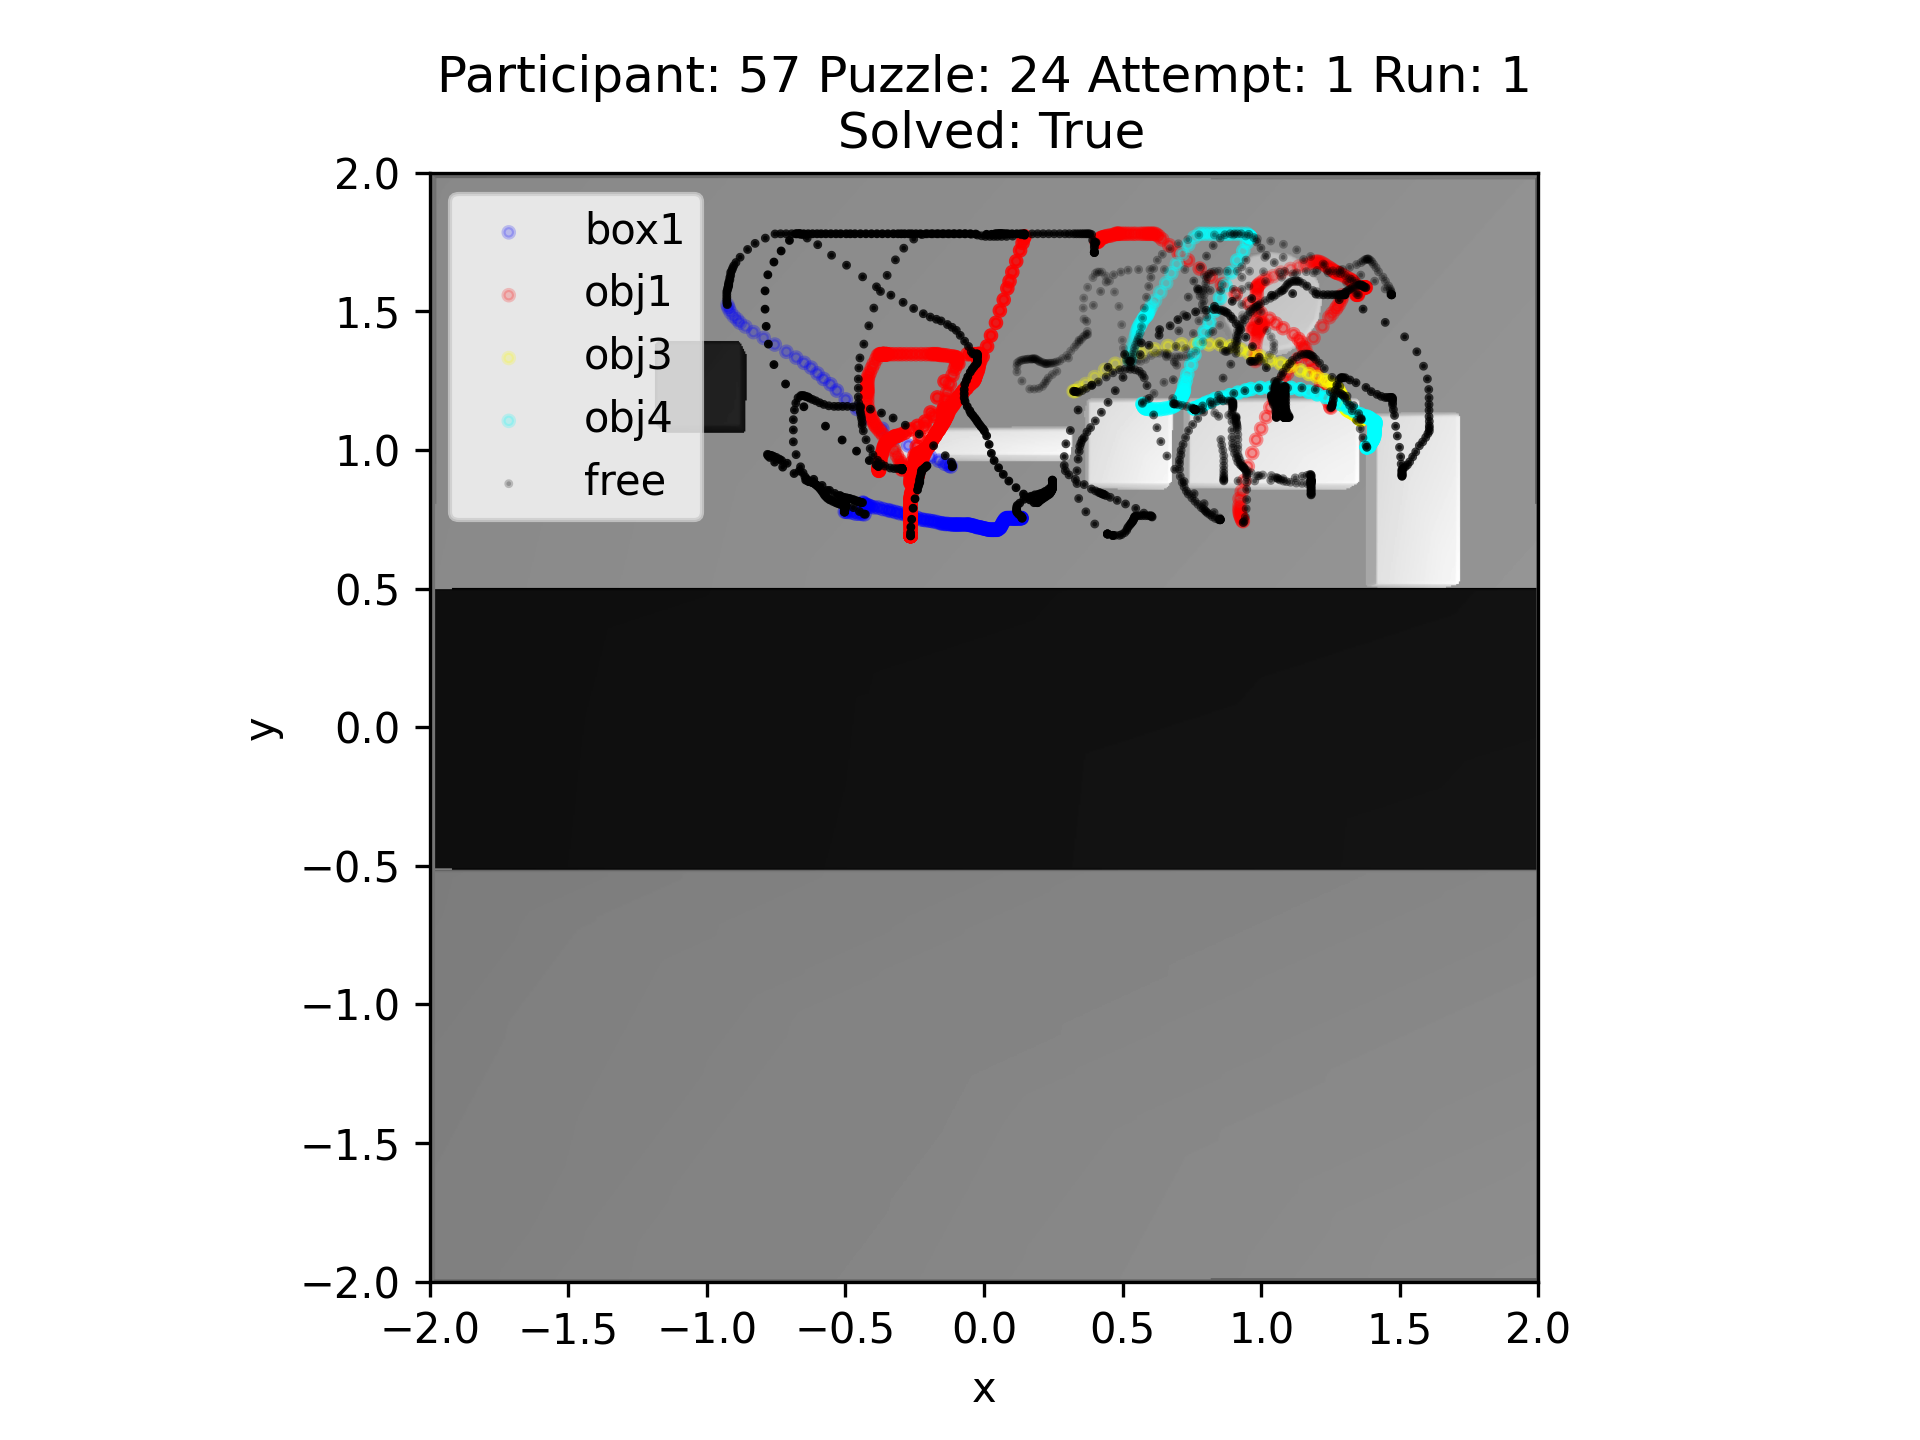 Participant: 57 Puzzle: 24 Attempt: 1 Run: 1
Solved: True
2.0
1.5
1.0
0.5
0.0
−0.5
−1.0
−1.5
−2.0
y
box1
obj1
obj3
obj4
free
−2.0 −1.5 −1.0 −0.5 0.0 0.5 1.0 1.5 2.0
x